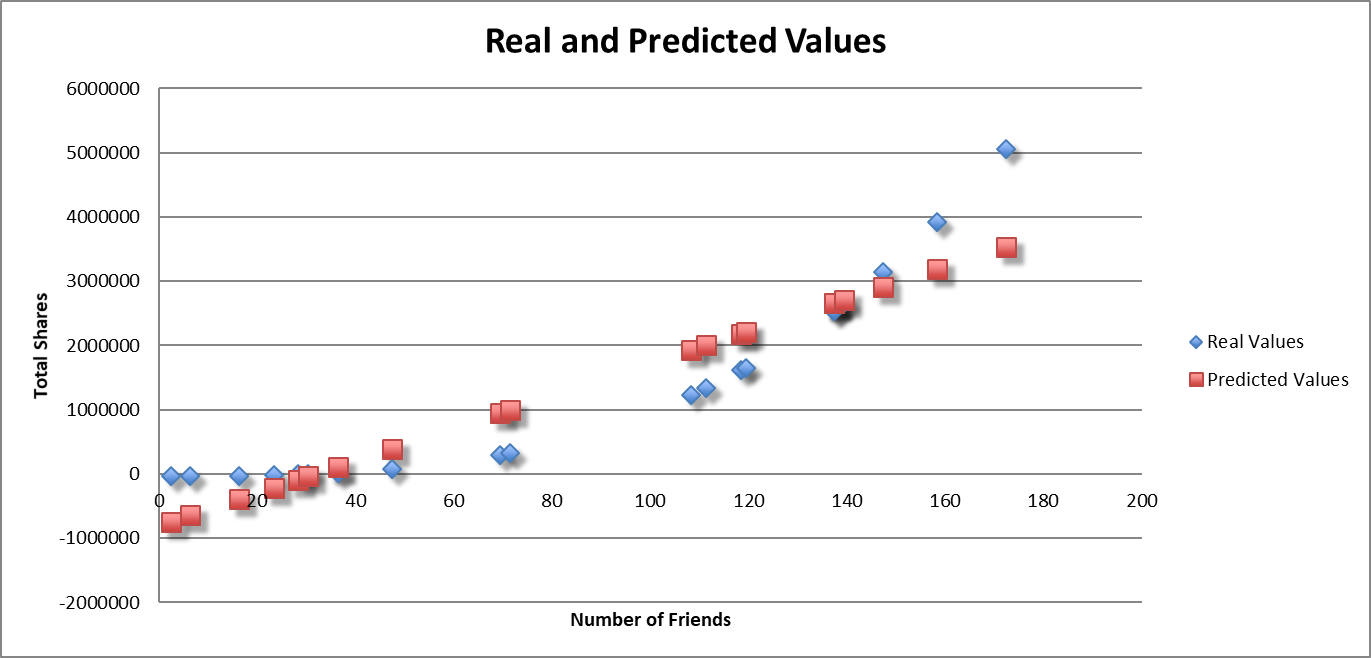 Real and Predicted Values
6000000
5000000
4000000
3000000
2000000
1000000
0
-1000000
-2000000
0 20 40 60 80 100 120 140 160 180 200
Total Shares
Number of Friends
Real Values
Predicted Values